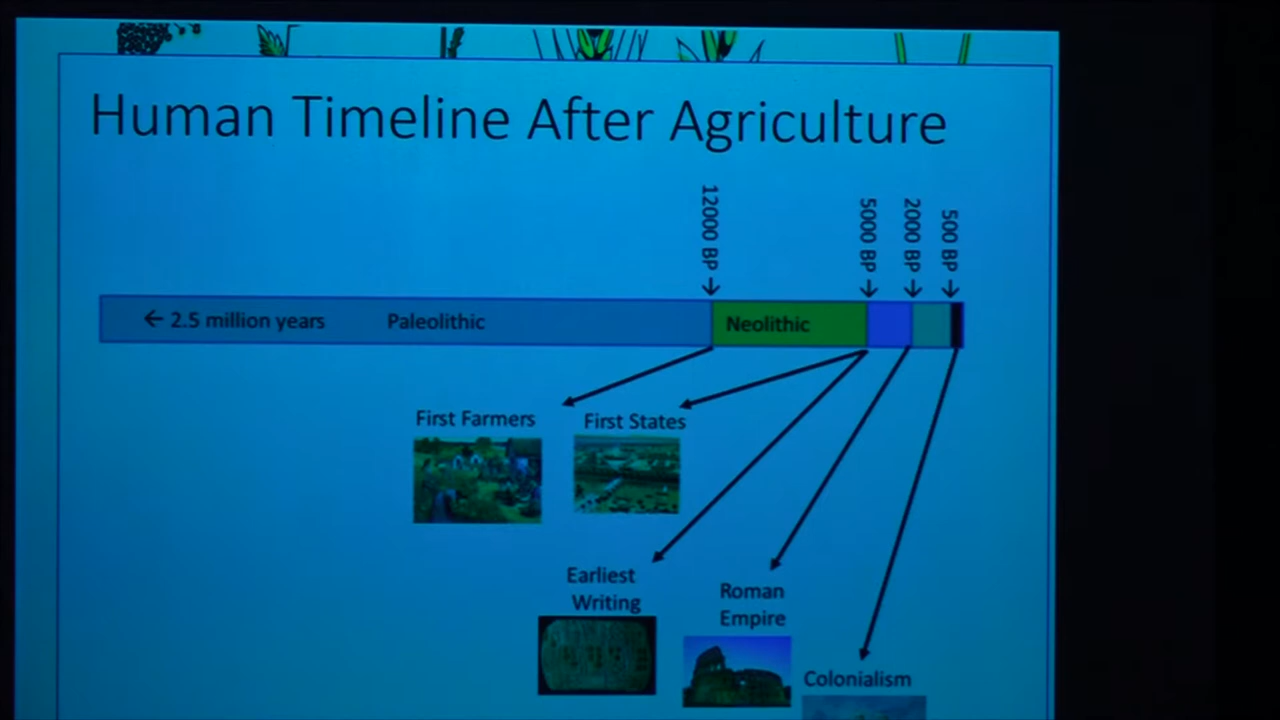 Human Timeline After Agriculture
12000 BP →
5000 BP →
2000 BP →
500 BP →
← 2.5 million years
Paleolithic
Neolithic
First Farmers
First States
Earliest
Writing
Roman
Empire
Colonialism